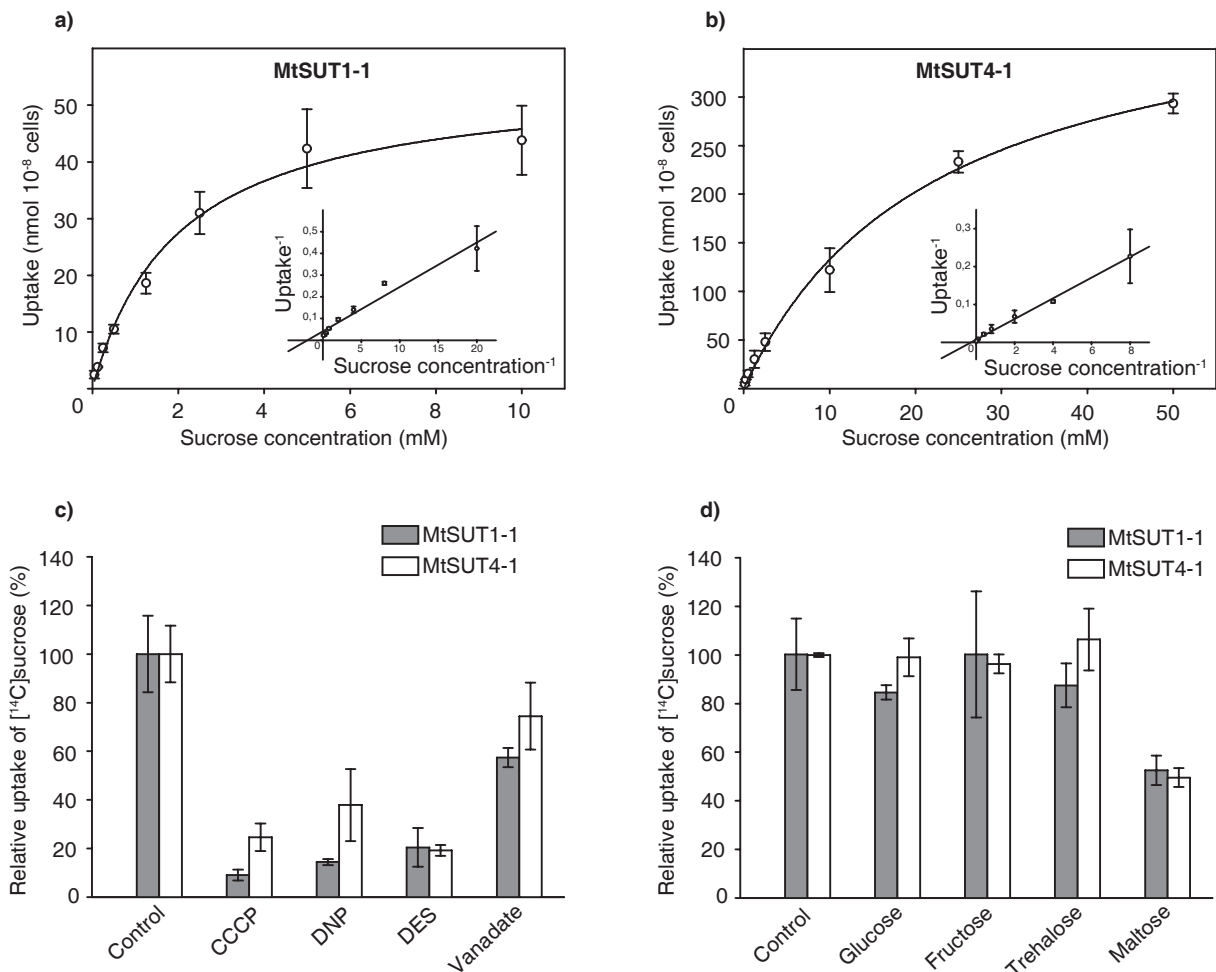 a)
MtSUT1-1
Uptake (nmol 10-8 cells)
50
40
30
20
10
0
2
4
6
8
10
Sucrose concentration (mM)
Uptake-1
0,5
0,4
0,3
0,2
0,1
0
5
10
15
20
Sucrose concentration-1
b)
MtSUT4-1
Uptake (nmol 10-8 cells)
300
250
200
150
100
50
0
10
20
30
40
50
Sucrose concentration (mM)
Uptake-1
0,3
0,2
0,1
0
2
4
6
8
Sucrose concentration-1
c)
MtSUT1-1
MtSUT4-1
Relative uptake of [14C]sucrose (%)
140
120
100
80
60
40
20
0
Control
CCCP
DNP
DES
Vanadate
d)
MtSUT1-1
MtSUT4-1
Relative uptake of [14C]sucrose (%)
140
120
100
80
60
40
20
0
Control
Glucose
Fructose
Trehalose
Maltose